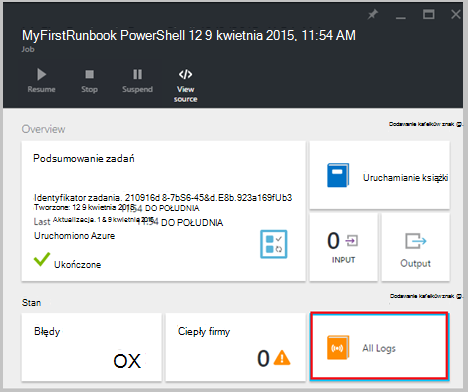 MyFirstRunbook PowerShell 12 9 kwietnia 2015, 11:54 AM
Job
Resume
Stop
Suspend
View source
Dodawanie kafelków znak @.
Overview
Podsumowanie zadań
Identyfikator zadania. 210916d 8-7bS6-45&d.E8b.923a169fUb3
Tworzone: 12 9 kwietnia 2015, 11:54 DO POŁUDNIA
Last Aktualizacje. 1 & 9 kwietnia 2015, 11:54 DO POŁUDNIA
Uruchomiono Azure
Ukończone
Uruchamianie książki
0
INPUT
Output
Dodawanie kafelków znak @.
Stan
Błędy
OX
Ciepły firmy
0
All Logs